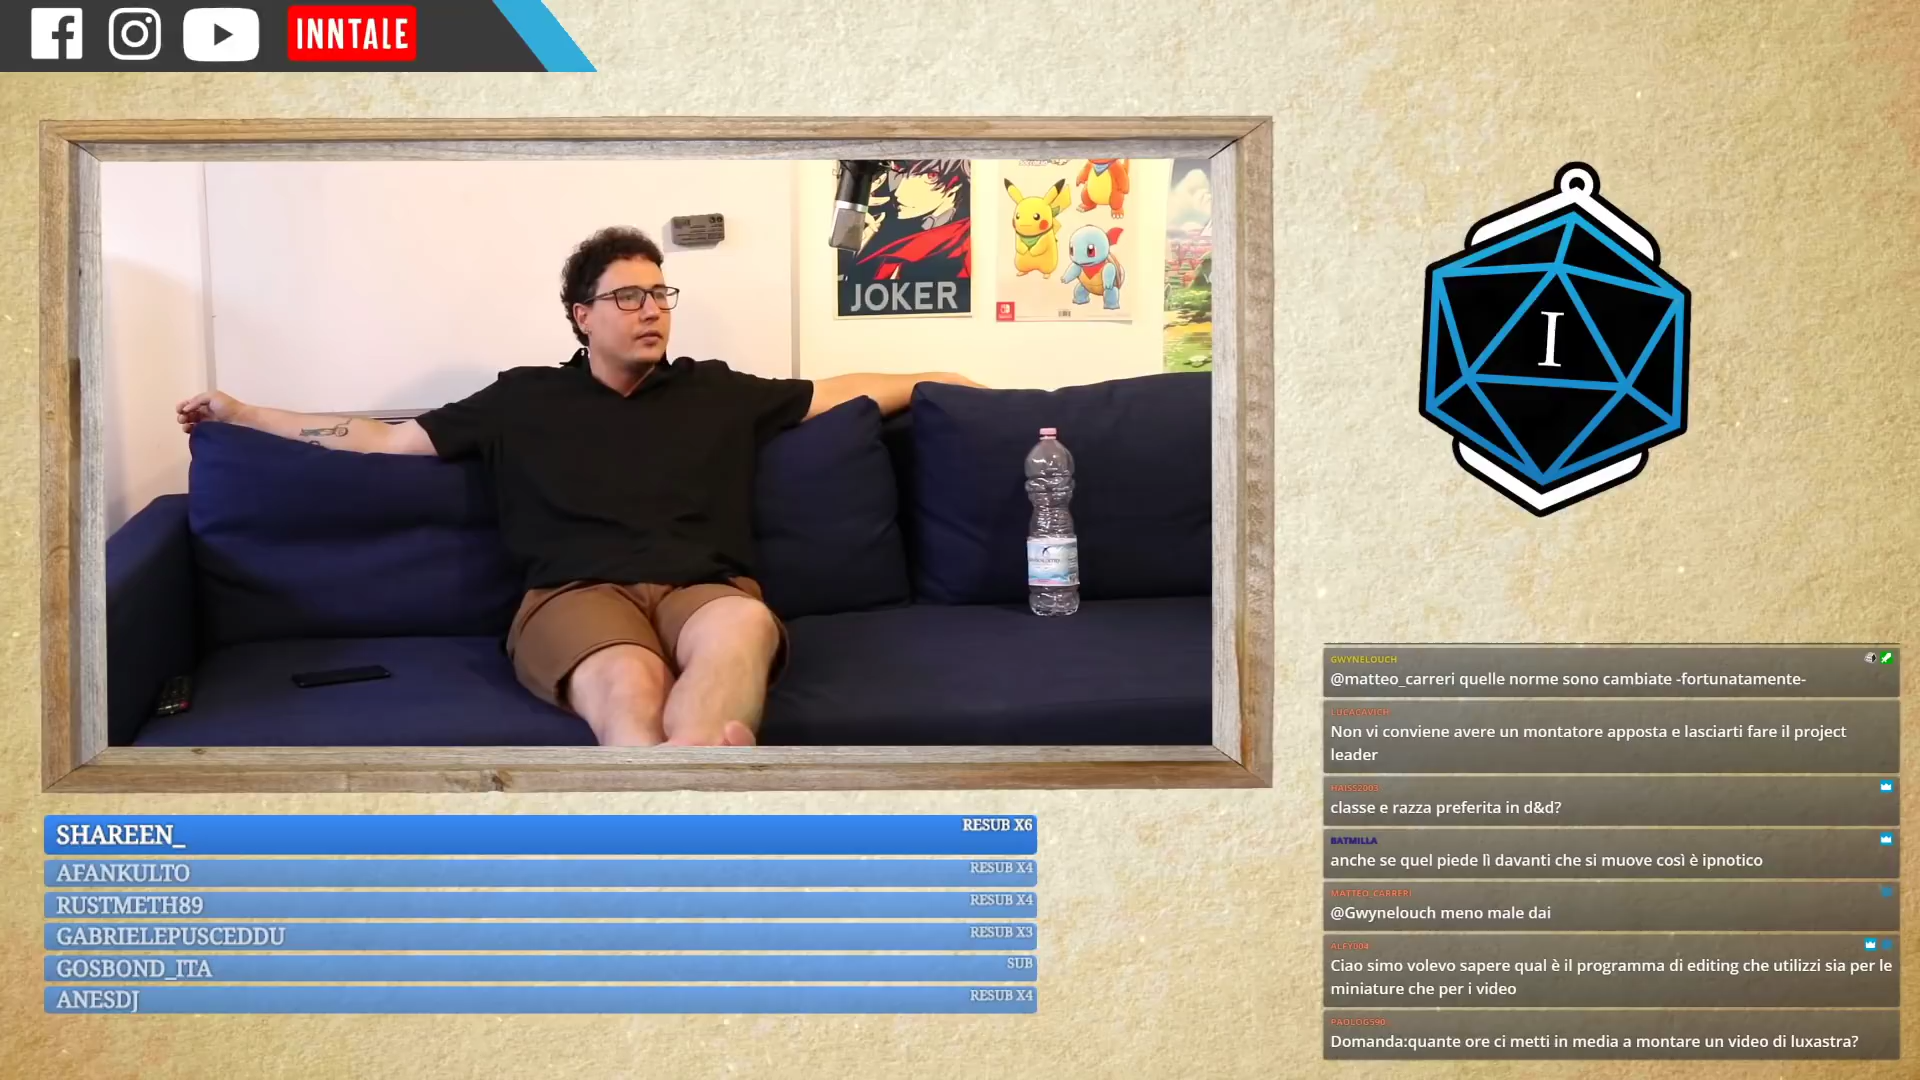 INNTALE
JOKER
I
GWYNELOUCH
@matteo_carreri quelle norme sono cambiate -fortunatamente-
LUCACAVICH
Non vi conviene avere un montatore apposta e lasciarti fare il project
leader
HAISS2003
classe e razza preferita in d&d?
BATMILLA
anche se quel piede lì davanti che si muove così è ipnotico
MATTEO_CARRERI
@Gwynelouch meno male dai
ALFY004
Ciao simo volevo sapere qual è il programma di editing che utilizzi sia per le
miniature che per i video
PAOLOGS90
Domanda:quante ore ci metti in media a montare un video di luxastra?
SHAREEN_ RESUB X6
AFANKULTO RESUB X4
RUSTMETH89 RESUB X4
GABRIELEPUSCEDDU RESUB X3
GOSBOND_ITA SUB
ANESDJ RESUB X4